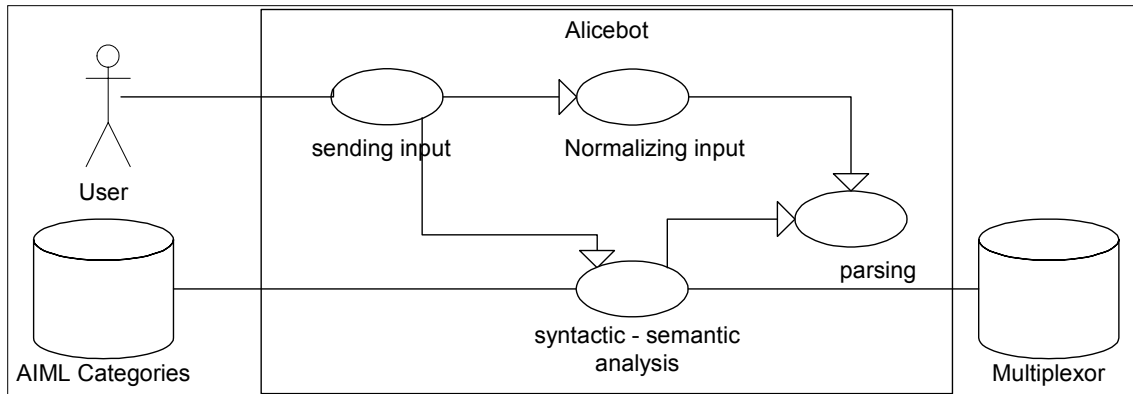 Alicebot
sending input
Normalizing input
User
parsing
syntactic - semantic
analysis
AIML Categories
Multiplexor